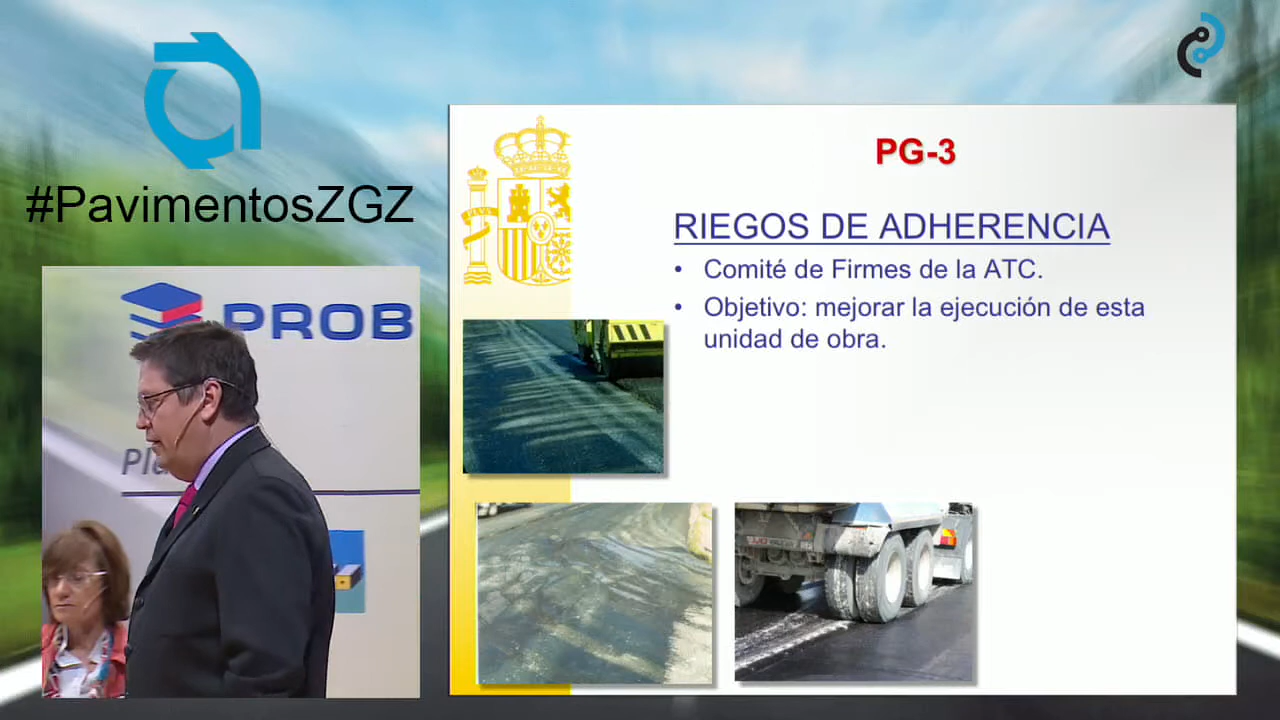 #PavimentosZGZ
PROB
PG-3
RIEGOS DE ADHERENCIA
• Comité de Firmes de la ATC.
• Objetivo: mejorar la ejecución de esta
unidad de obra.